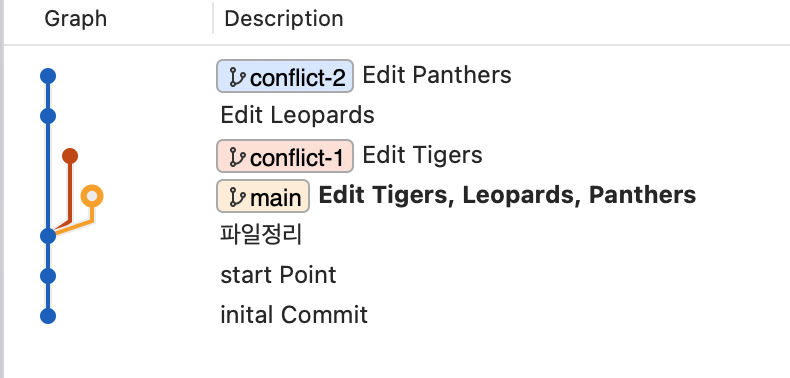 Graph Description
conflict-2 Edit Panthers
Edit Leopards
conflict-1 Edit Tigers
main Edit Tigers, Leopards, Panthers
파일정리
start Point
inital Commit